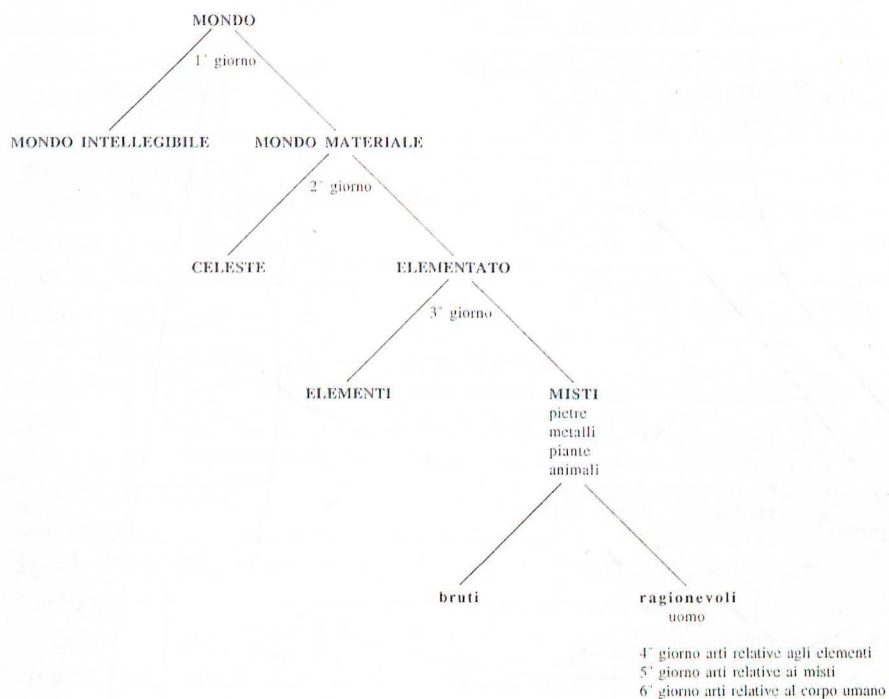 MONDO
1° giorno
MONDO INTELLEGIBILE MONDO MATERIALE
2° giorno
CELESTE ELEMENTATO
3° giorno
ELEMENTI MISTI
pietre
metalli
piante
animali
bruti ragionevoli
uomo
4° giorno arti relative agli elementi
5° giorno arti relative ai misti
6° giorno arti relative al corpo umano